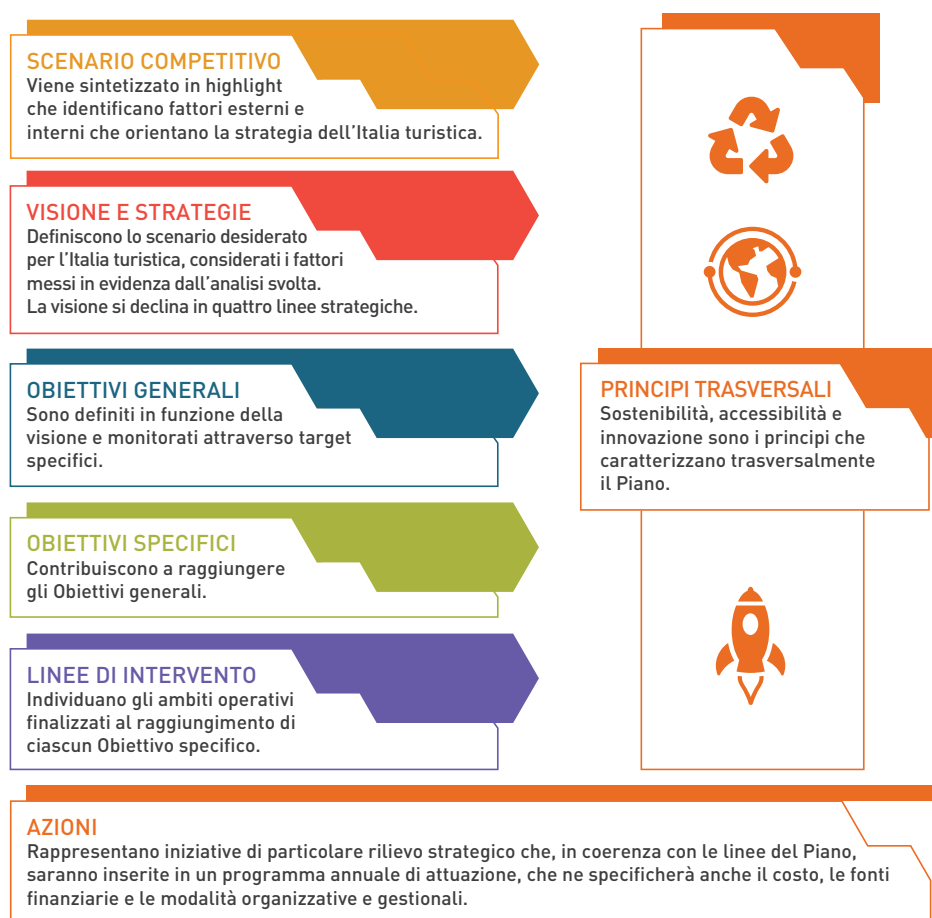 SCENARIO COMPETITIVO
Viene sintetizzato in highlight
che identificano fattori esterni e
interni che orientano la strategia dell'Italia turistica.
VISIONE E STRATEGIE
Definiscono lo scenario desiderato
per l'Italia turistica, considerati i fattori
messi in evidenza dall'analisi svolta.
La visione si declina in quattro linee strategiche.
OBIETTIVI GENERALI
Sono definiti in funzione della
visione e monitorati attraverso target
specifici.
OBIETTIVI SPECIFICI
Contribuiscono a raggiungere
gli Obiettivi generali.
LINEE DI INTERVENTO
Individuano gli ambiti operativi
finalizzati al raggiungimento di
ciascun Obiettivo specifico.
PRINCIPI TRASVERSALI
Sostenibilità, accessibilità e
innovazione sono i principi che
caratterizzano trasversalmente
il Piano.
AZIONI
Rappresentano iniziative di particolare rilievo strategico che, in coerenza con le linee del Piano,
saranno inserite in un programma annuale di attuazione, che ne specificherà anche il costo, le fonti
finanziarie e le modalità organizzative e gestionali.